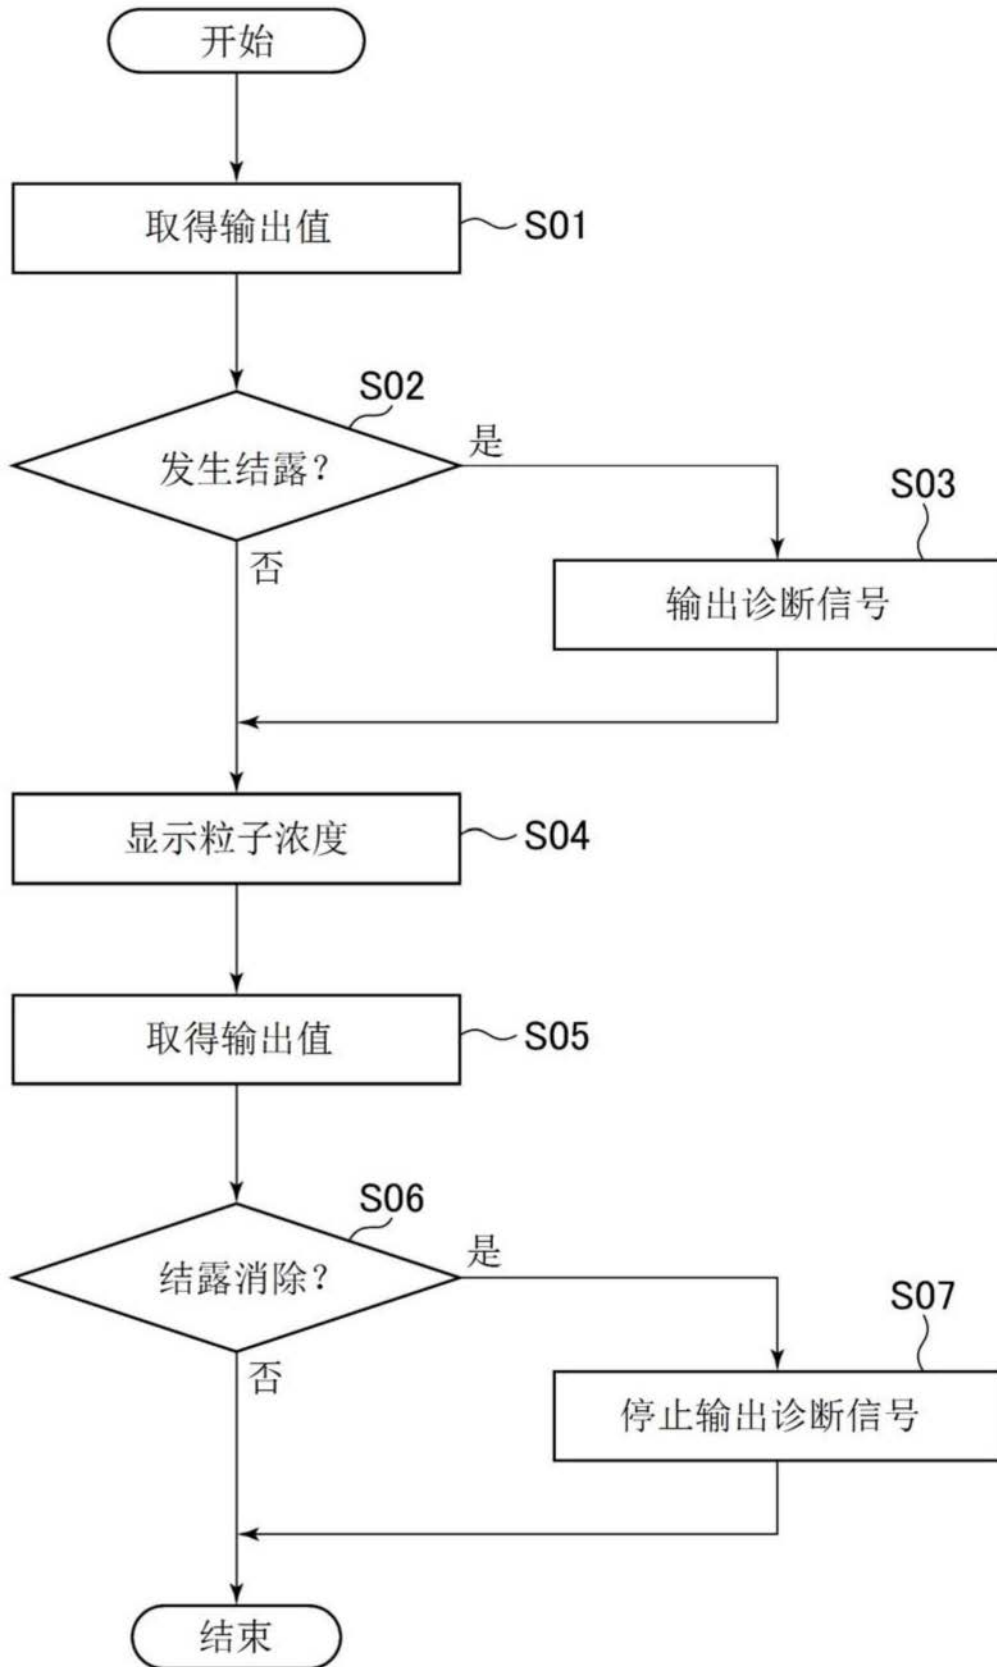 开始
取得输出值
S01
S02
发生结露？
是
否
S03
输出诊断信号
显示粒子浓度
S04
取得输出值
S05
S06
结露消除？
是
否
S07
停止输出诊断信号
结束